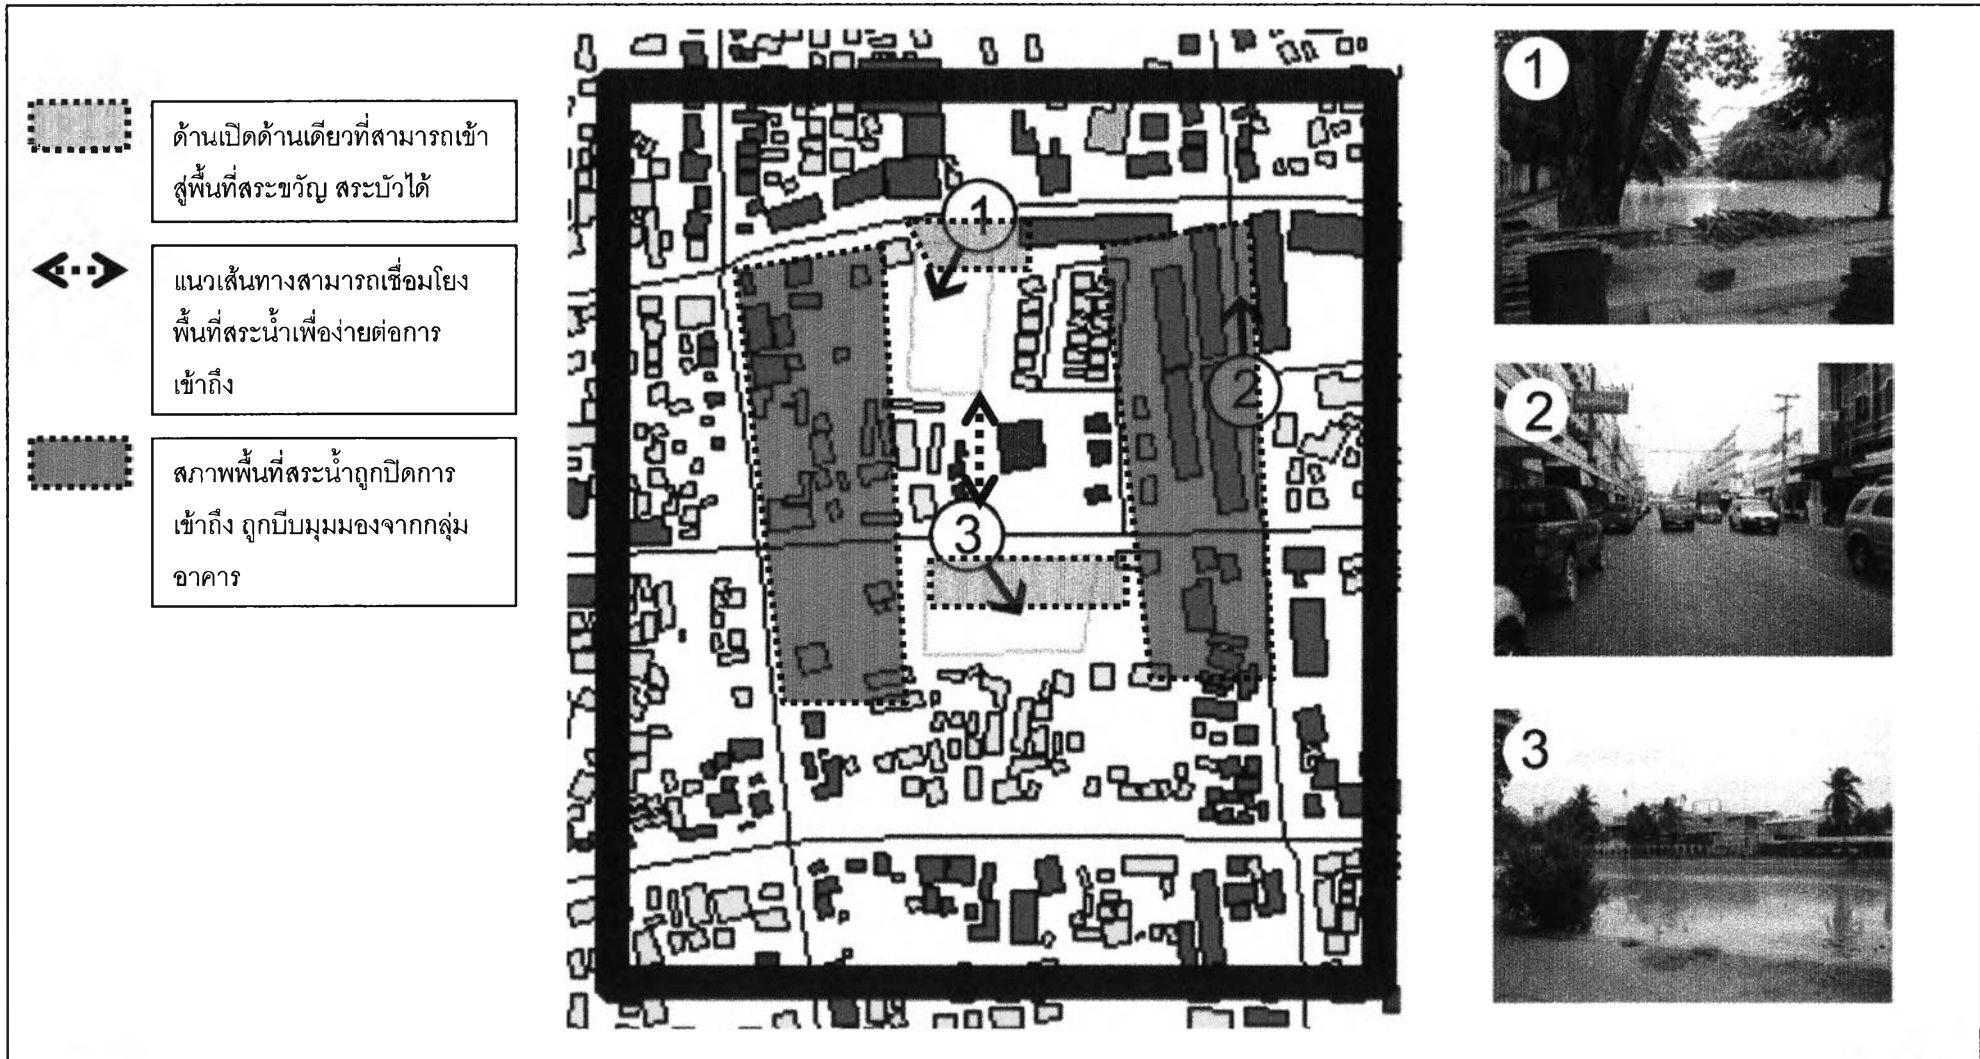 ด้านเปิดด้านเดียวที่สามารถเข้า
สู่พื้นที่สระขวัญ สระบัวได้
แนวเส้นทางสามารถเชื่อมโยง
พื้นที่สระน้ำเพื่อง่ายต่อการ
เข้าถึง
สภาพพื้นที่สระน้ำถูกปิดการ
เข้าถึง ถูกบีบมุมมองจากกลุ่ม
อาคาร
1
2
3
1
2
3